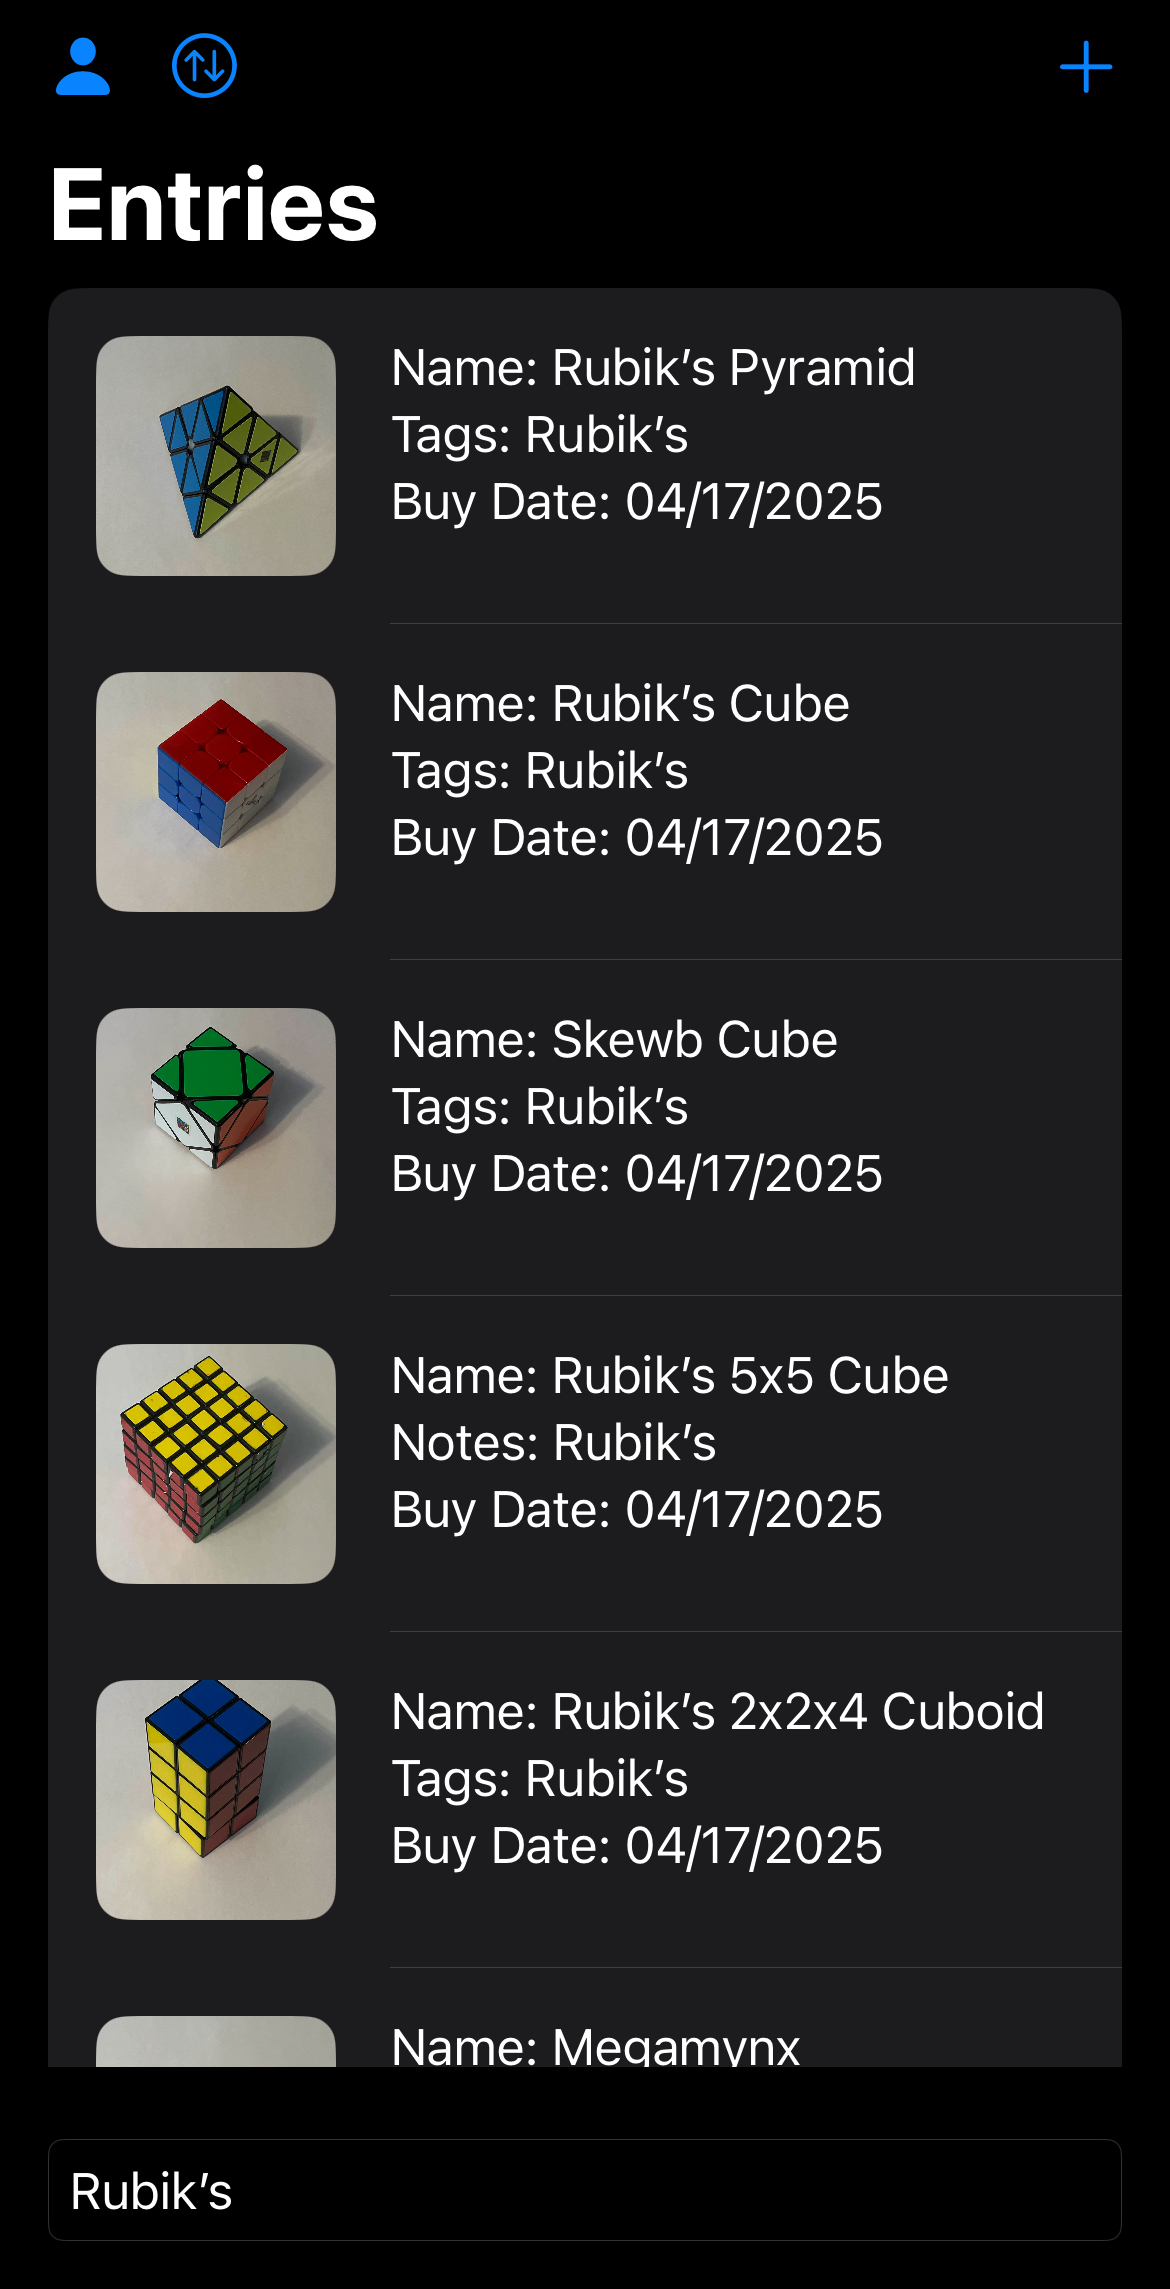 Entries
Name: Rubik’s Pyramid
Tags: Rubik’s
Buy Date: 04/17/2025
Name: Rubik’s Cube
Tags: Rubik’s
Buy Date: 04/17/2025
Name: Skewb Cube
Tags: Rubik’s
Buy Date: 04/17/2025
Name: Rubik’s 5x5 Cube
Notes: Rubik’s
Buy Date: 04/17/2025
Name: Rubik’s 2x2x4 Cuboid
Tags: Rubik’s
Buy Date: 04/17/2025
Name: Megamynx
Rubik’s